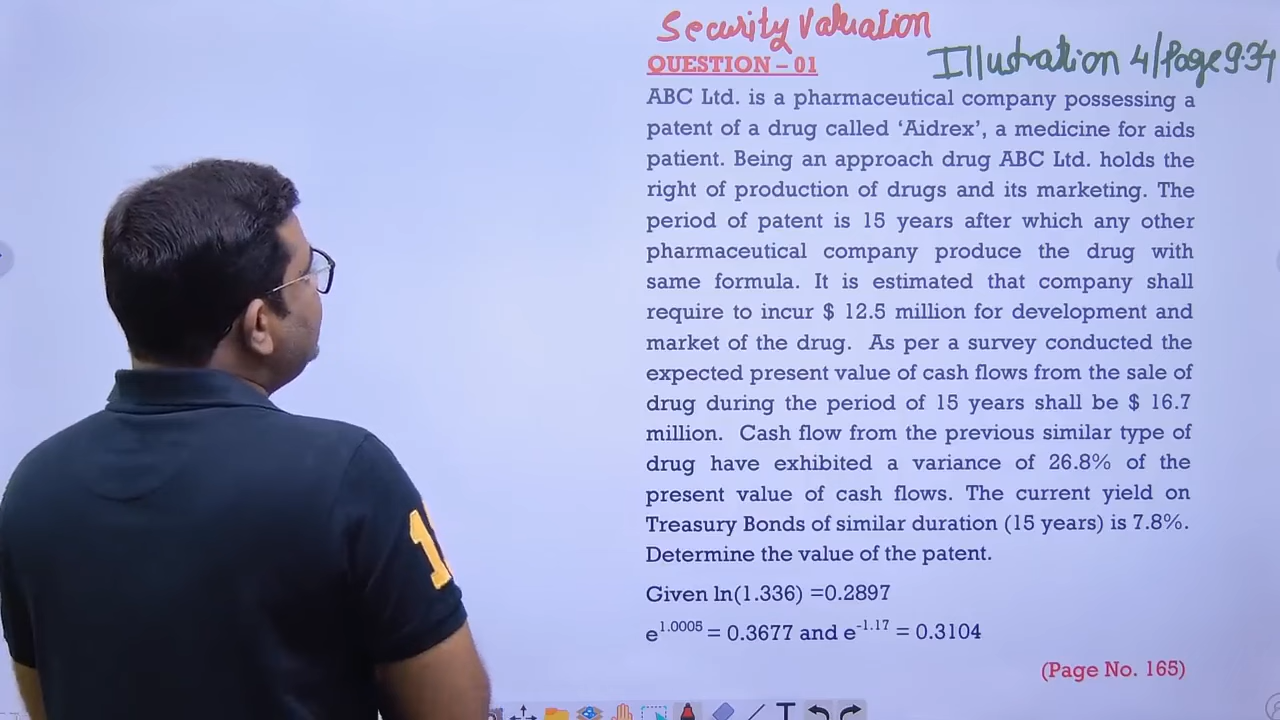 Security Valuation
Illustration 4/Page 9.34
QUESTION – 01
ABC Ltd. is a pharmaceutical company possessing a
patent of a drug called ‘Aidrex’, a medicine for aids
patient. Being an approach drug ABC Ltd. holds the
right of production of drugs and its marketing. The
period of patent is 15 years after which any other
pharmaceutical company produce the drug with
same formula. It is estimated that company shall
require to incur $ 12.5 million for development and
market of the drug. As per a survey conducted the
expected present value of cash flows from the sale of
drug during the period of 15 years shall be $ 16.7
million. Cash flow from the previous similar type of
drug have exhibited a variance of 26.8% of the
present value of cash flows. The current yield on
Treasury Bonds of similar duration (15 years) is 7.8%.
Determine the value of the patent.
Given ln(1.336) =0.2897
e^1.0005 = 0.3677 and e^-1.17 = 0.3104
(Page No. 165)
1
T